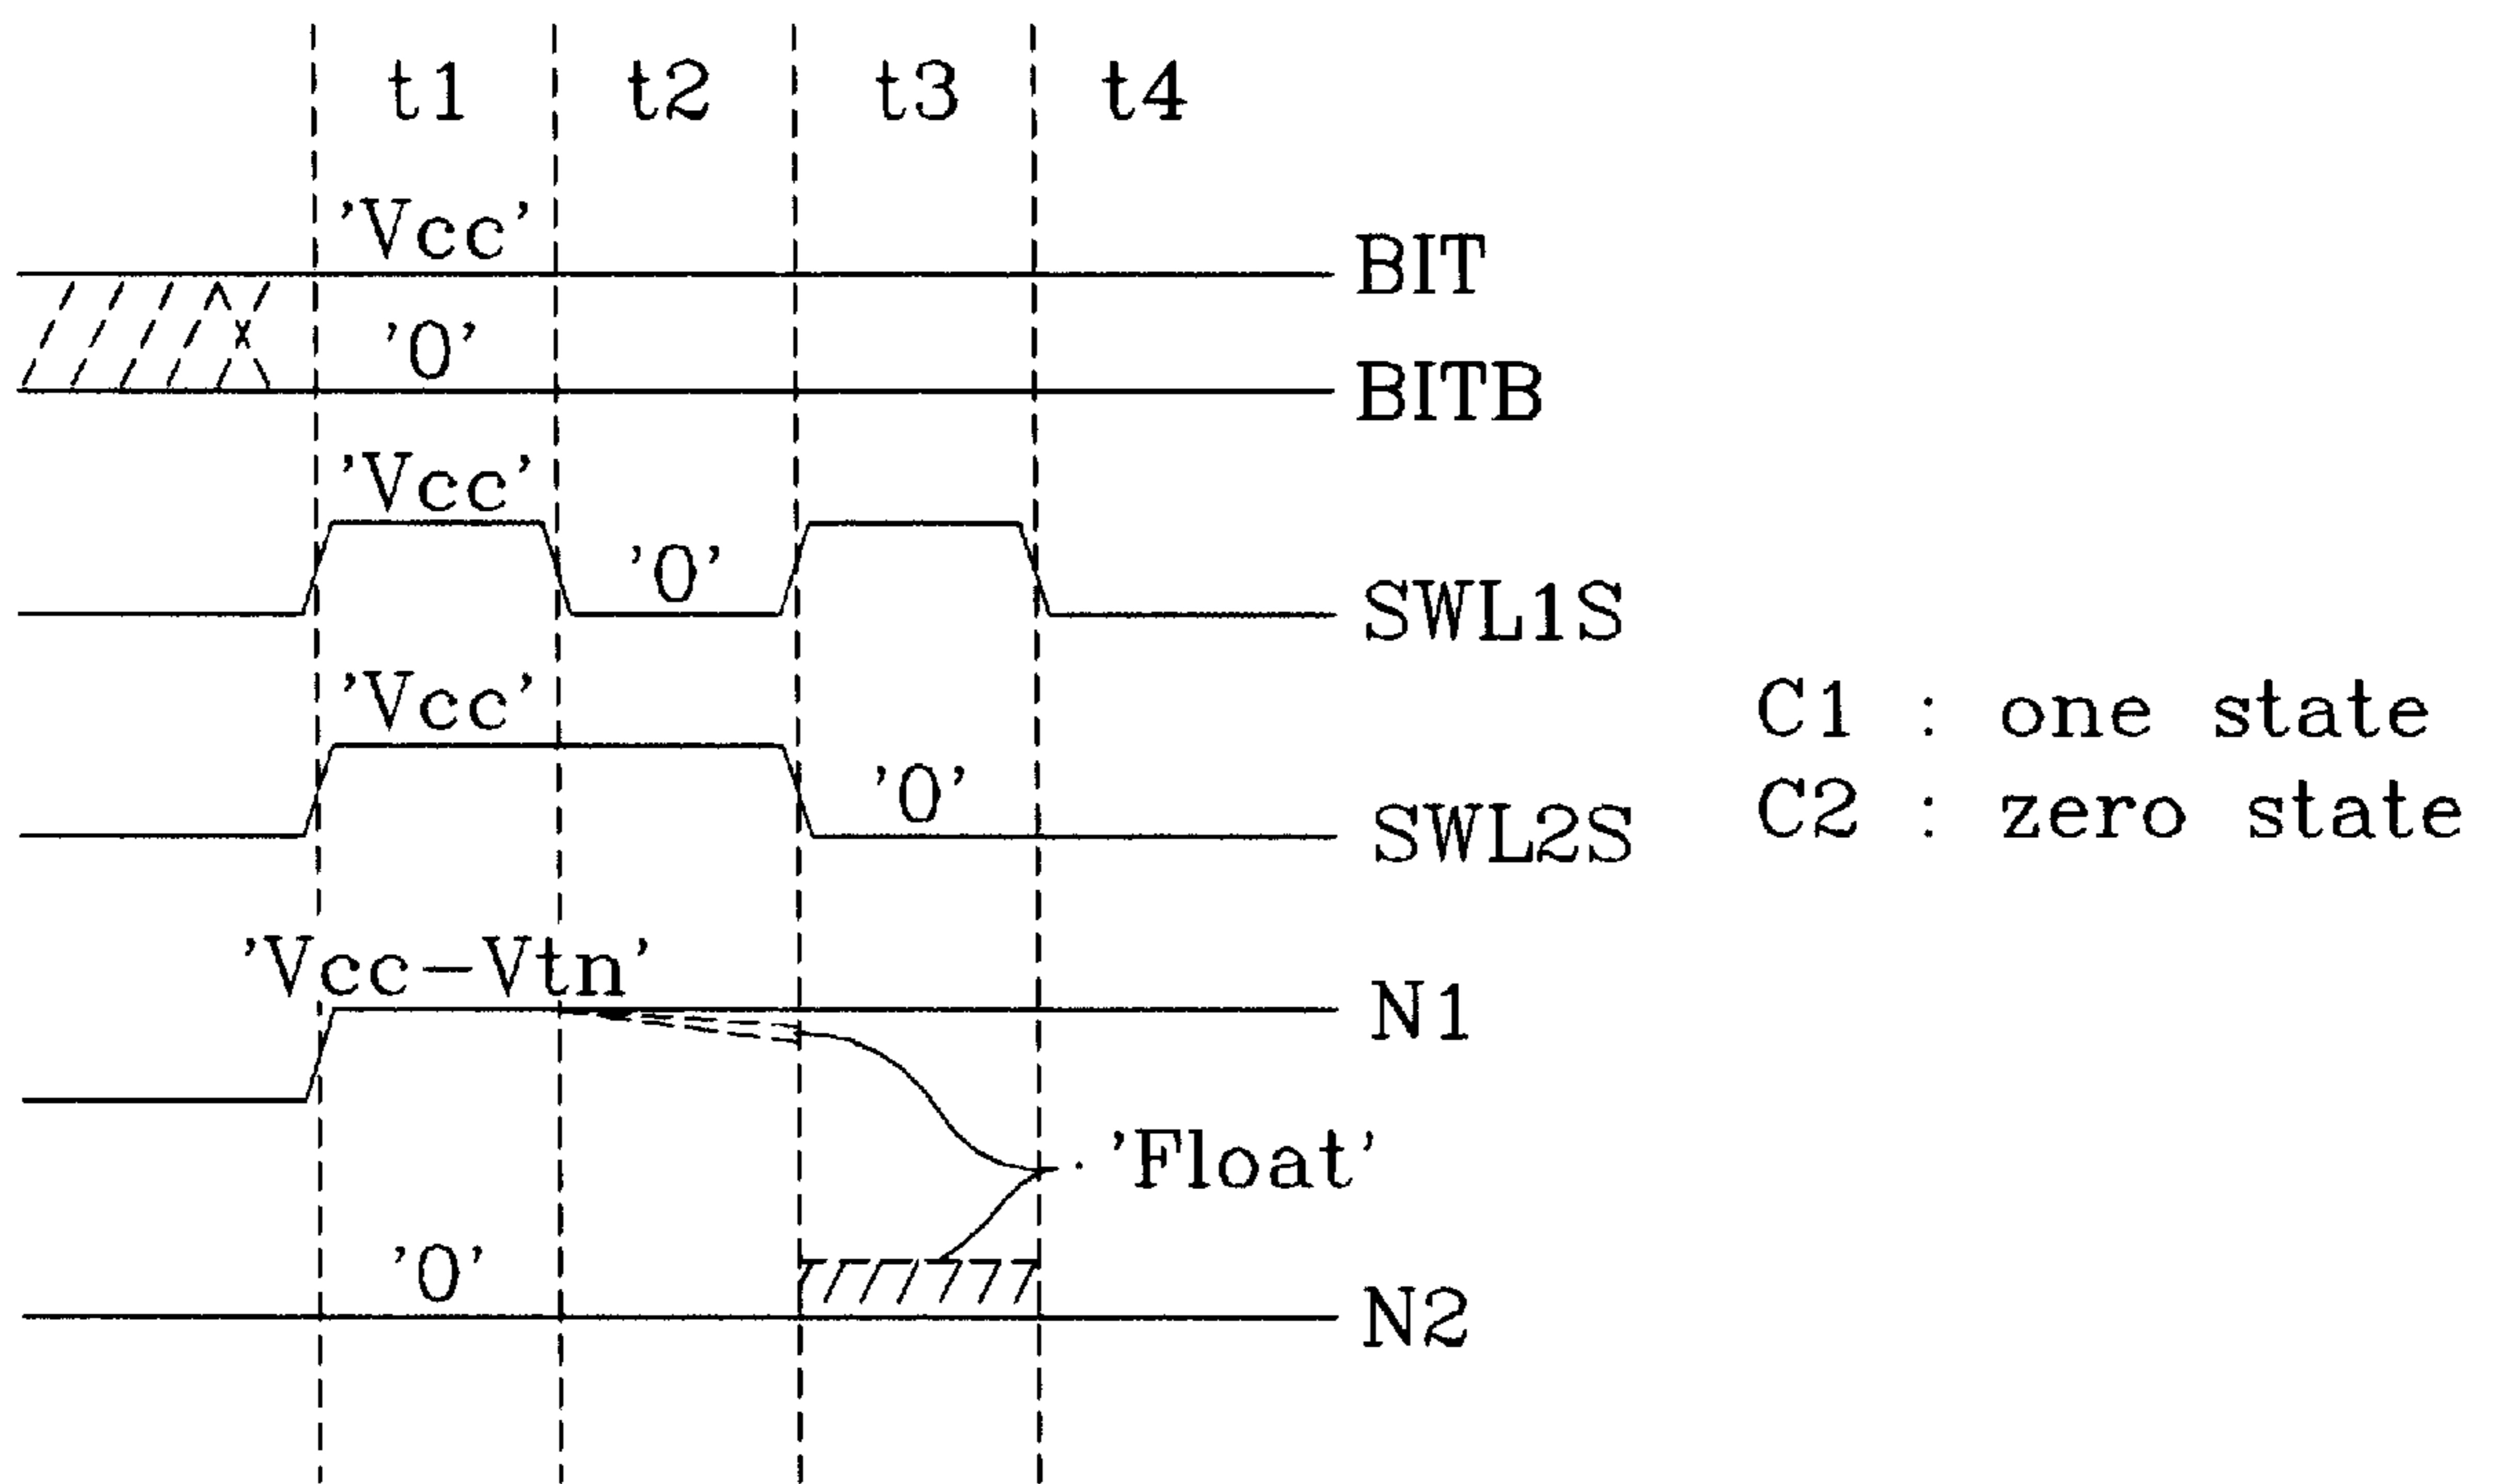 t1 t2 t3 t4
'Vcc'
BIT
'0'
BITB
'Vcc'
'0'
SWL1S
'Vcc'
'0'
SWL2S
C1 : one state
C2 : zero state
'Vcc-Vtn'
N1
'Float'
'0'
N2